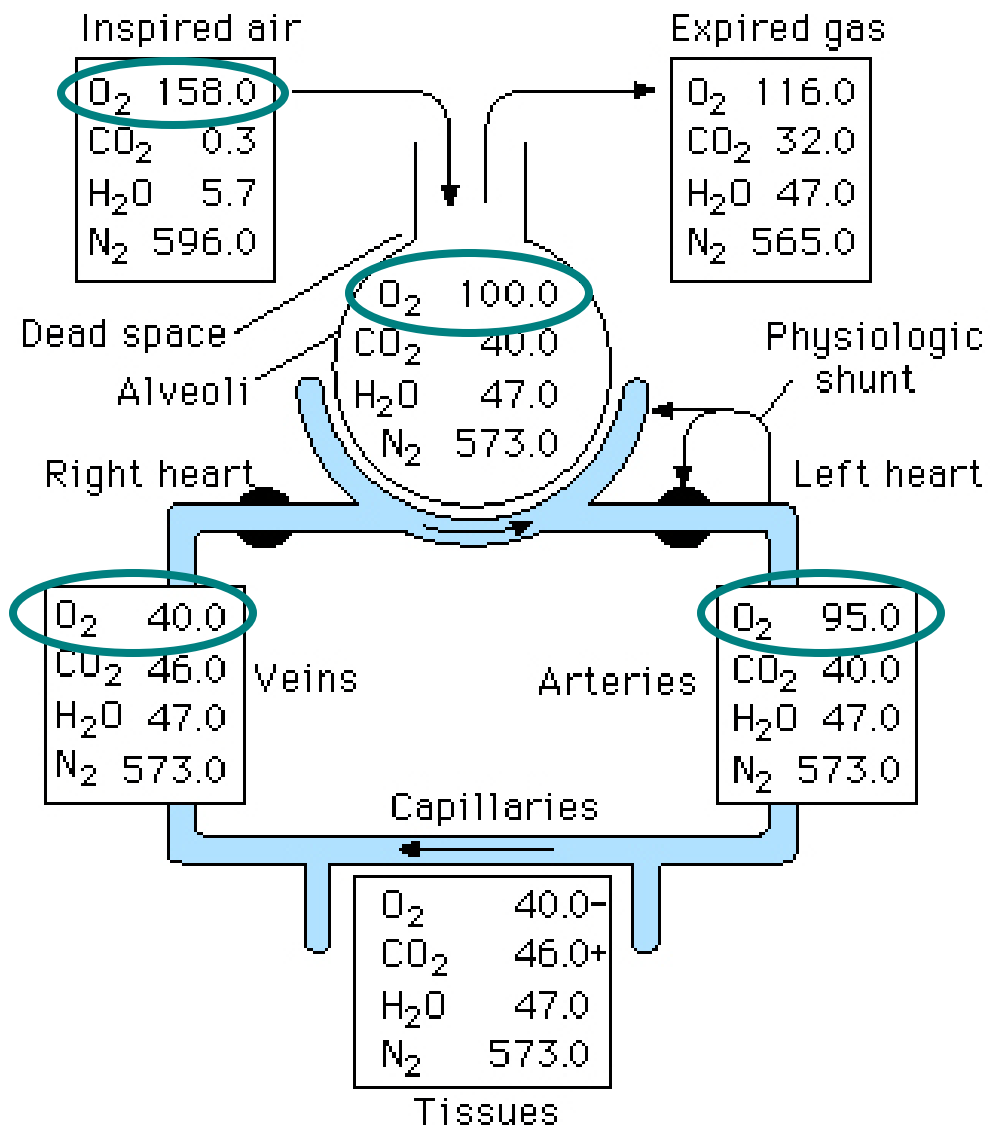 Inspired air
O₂ 158.0
CO₂ 0.3
H₂O 5.7
N₂ 596.0
Expired gas
O₂ 116.0
CO₂ 32.0
H₂O 47.0
N₂ 565.0
Dead space
Alveoli
O₂ 100.0
CO₂ 40.0
H₂O 47.0
N₂ 573.0
Physiologic
shunt
Right heart
Left heart
O₂ 40.0
CO₂ 46.0
H₂O 47.0
N₂ 573.0
Veins
Arteries
O₂ 95.0
CO₂ 40.0
H₂O 47.0
N₂ 573.0
Capillaries
O₂ 40.0-
CO₂ 46.0+
H₂O 47.0
N₂ 573.0
Tissues